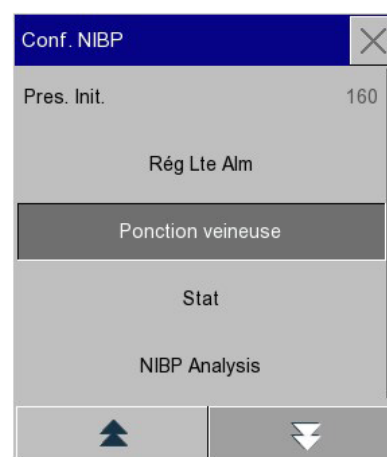 Conf. NIBP
Pres. Init. 160
Rég Lte Alm
Ponction veineuse
Stat
NIBP Analysis